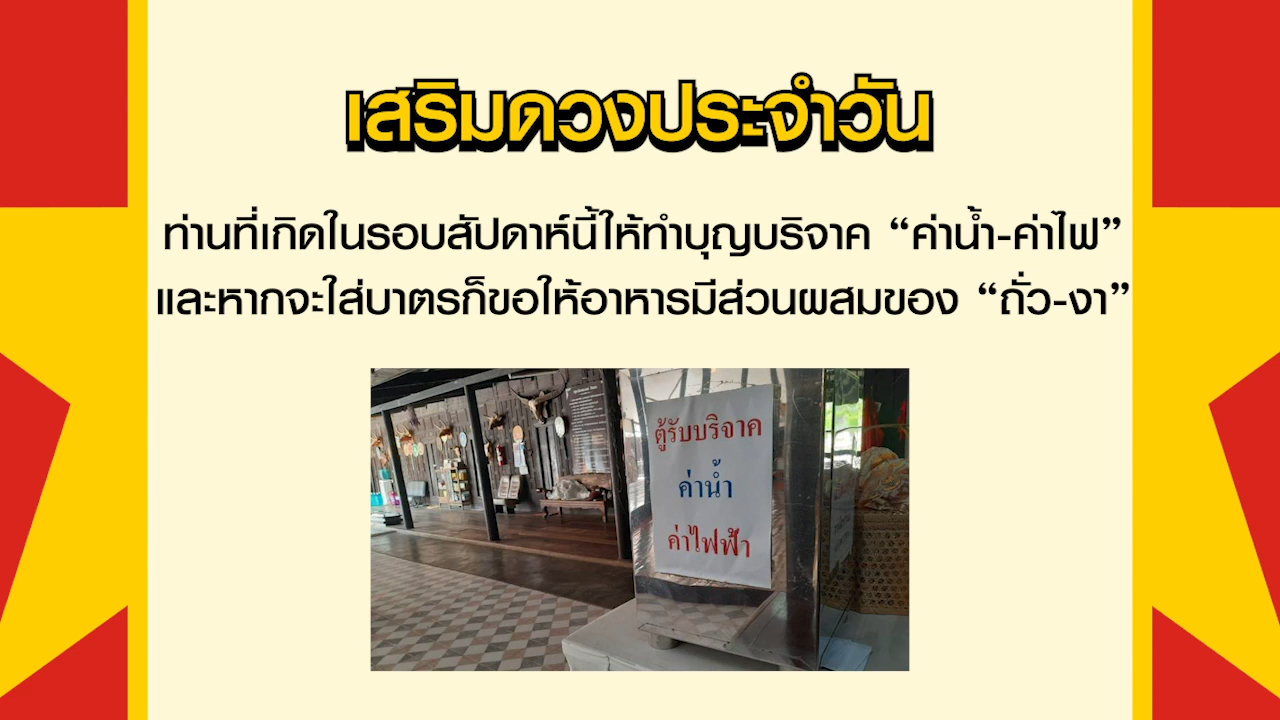 เสริมดวงประจำวัน
ท่านที่เกิดในรอบสัปดาห์นี้ให้ทำบุญบริจาค “ค่าน้ำ-ค่าไฟ”
และหากจะใส่บาตรก็ขอให้อาหารมีส่วนผสมของ “ถั่ว-งา”
ตู้รับบริจาค
ค่าน้ำ
ค่าไฟฟ้า